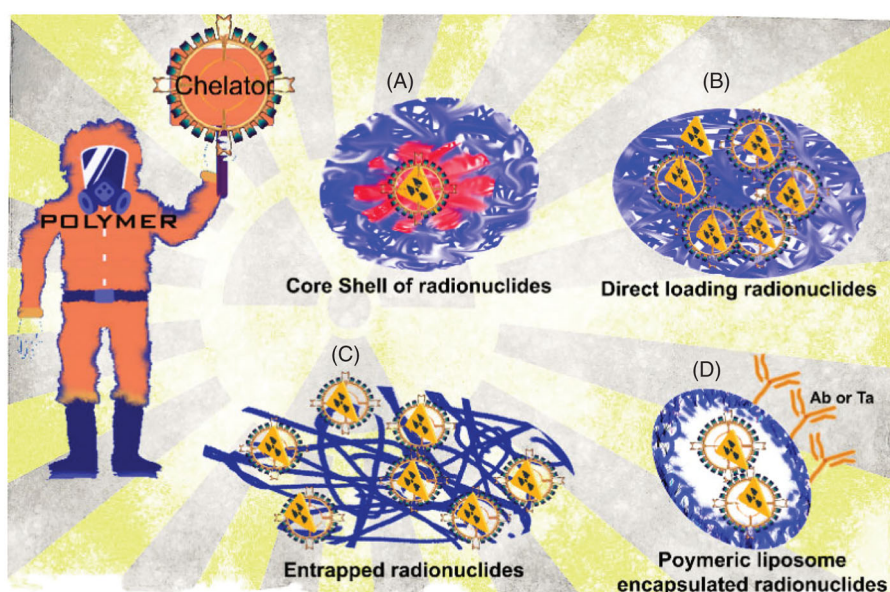 Chelator
POLYMER
(A)
Core Shell of radionuclides
(B)
Direct loading radionuclides
(C)
Entrapped radionuclides
(D)
Ab or Ta
Poymeric liposome
encapsulated radionuclides